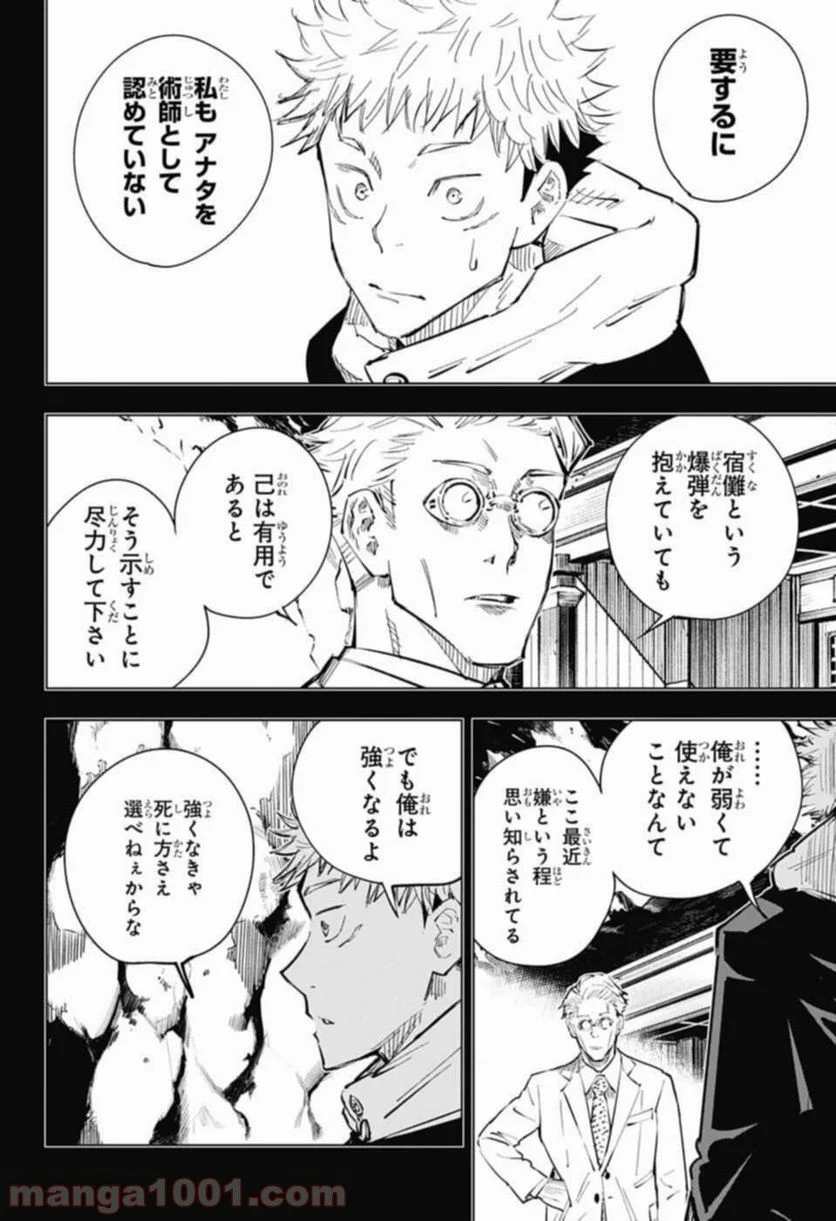 要するに
私も アナタを
術師として
認めていない
宿儺という
爆弾を
抱えていても
己は有用で
あると
そう示すことに
尽力して下さい
……
俺が弱くて
使えない
ことなんて
ここ最近
嫌という程
思い知らされてる
でも俺は
強くなるよ
強くなきゃ
死に方さえ
選べねぇからな
manga1001.com